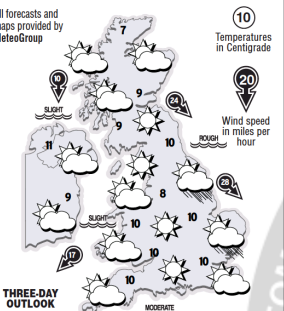 ll forecasts and
maps provided by
MeteoGroup
10
Temperatures
in Centigrade
20
Wind speed
in miles per
hour
7
10
SLIGHT
9
24
9
10
ROUGH
11
28
9
8
SLIGHT
10
10
17
10
10
10
THREE-DAY
OUTLOOK
MODERATE